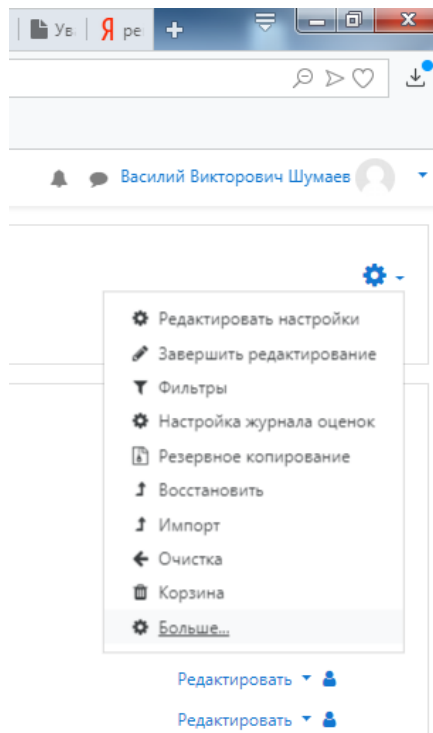 Ув
Я ре
Василий Викторович Шумаев
Редактировать настройки
Завершить редактирование
Фильтры
Настройка журнала оценок
Резервное копирование
Восстановить
Импорт
Очистка
Корзина
Больше...
Редактировать
Редактировать